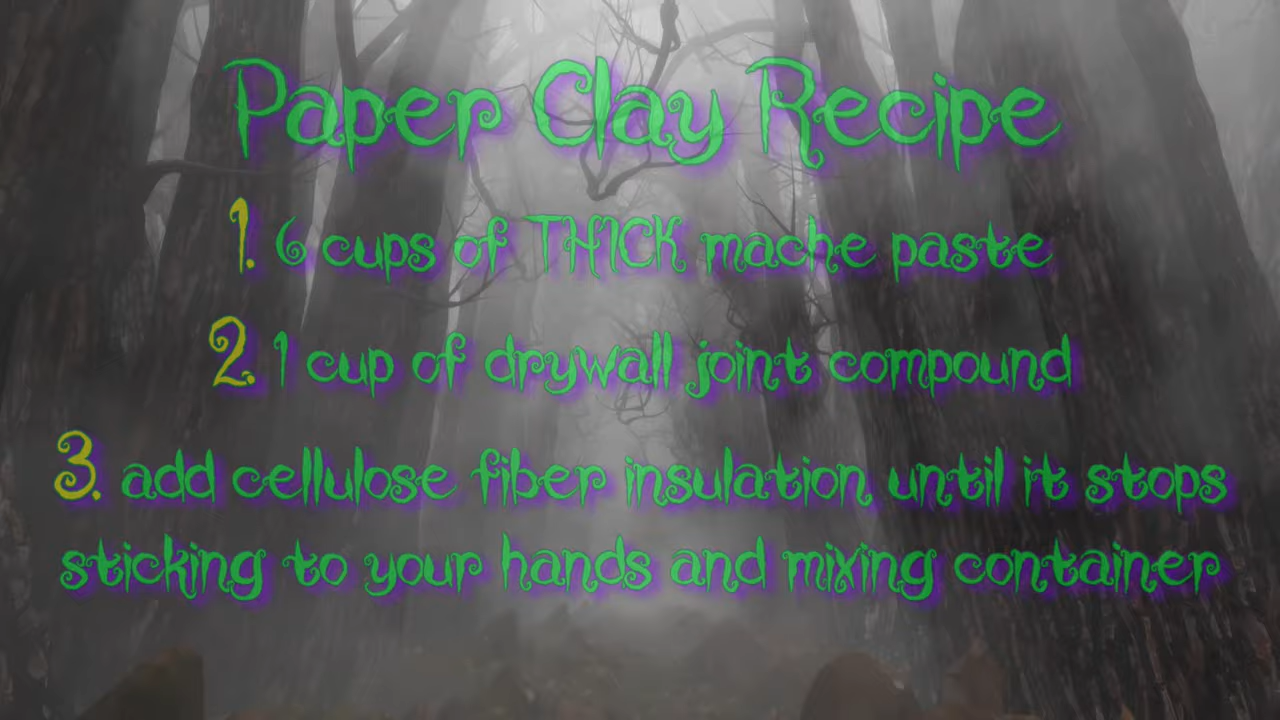 Paper Clay Recipe
1. 6 cups of THICK mache paste
2. 1 cup of drywall joint compound
3. add cellulose fiber insulation until it stops
sticking to your hands and mixing container